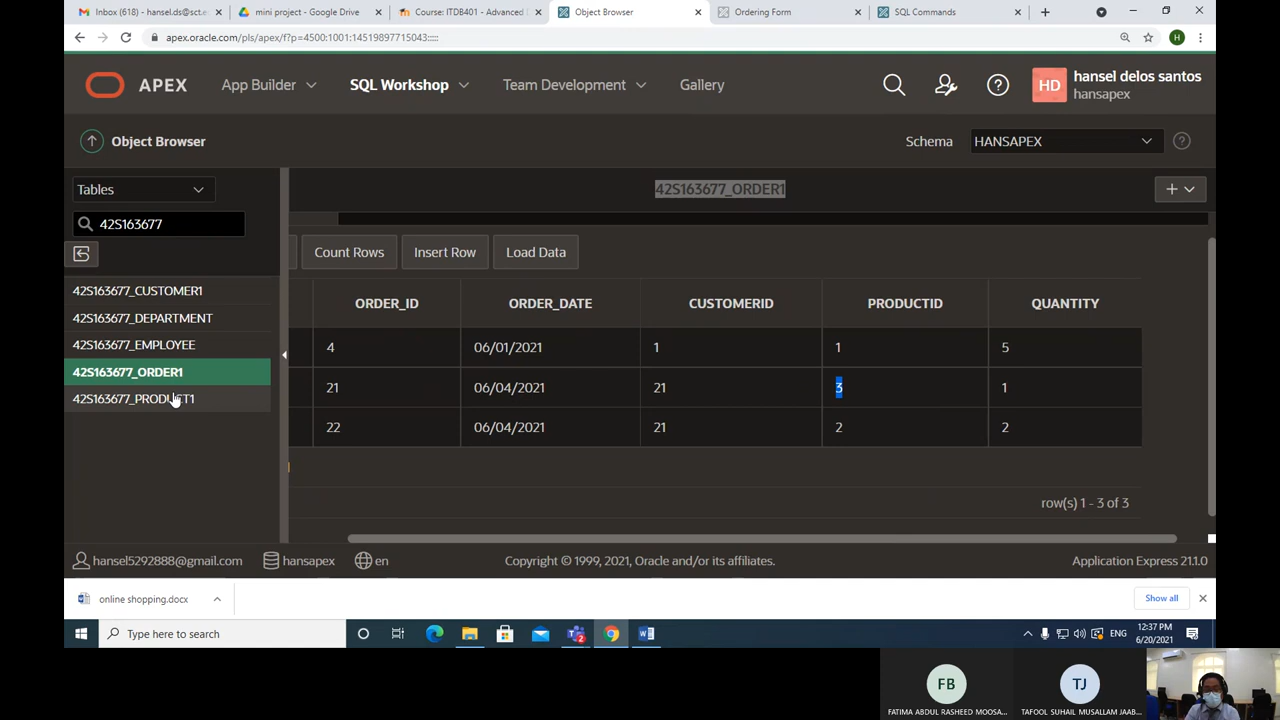 Inbox (618) - hansel.ds@sct.e
mini project - Google Drive
Course: ITDB401 - Advanced
Object Browser
Ordering Form
SQL Commands
apex.oracle.com/pls/apex/f?p=4500:1001:14519897715043:::::
H
APEX
App Builder
SQL Workshop
Team Development
Gallery
HD
hansel delos santos
hansapex
Object Browser
Schema
HANSAPEX
Tables
42S163677_ORDER1
42S163677
Count Rows
Insert Row
Load Data
42S163677_CUSTOMER1
42S163677_DEPARTMENT
42S163677_EMPLOYEE
42S163677_ORDER1
42S163677_PRODUCT1
ORDER_ID ORDER_DATE CUSTOMERID PRODUCTID QUANTITY
4 06/01/2021 1 1 5
21 06/04/2021 21 3 1
22 06/04/2021 21 2 2
row(s) 1 - 3 of 3
hansel5292888@gmail.com
hansapex
en
Copyright © 1999, 2021, Oracle and/or its affiliates.
Application Express 21.1.0
online shopping.docx
Show all
Type here to search
ENG
12:37 PM
6/20/2021
FB
TJ
FATIMA ABDUL RASHEED MOOSA...
TAFOOL SUHAIL MUSALLAM JAAB...